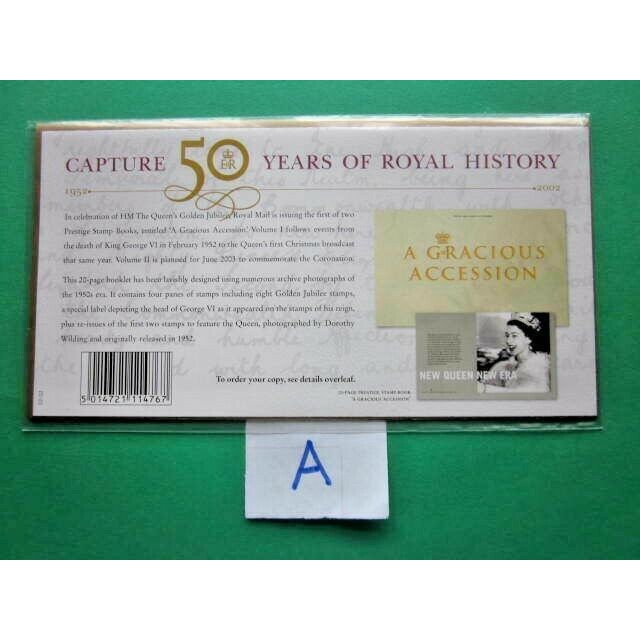 CAPTURE 50 YEARS OF ROYAL HISTORY
1952 2002
In celebration of HM The Queen's Golden Jubilee, Royal Mail is issuing the first of two
Prestige Stamp Books, entitled 'A Gracious Accession'. Volume I follows events from
the death of King George VI in February 1952 to the Queen's first Christmas broadcast
that same year. Volume II is planned for June 2003 to commemorate the Coronation.
This 20-page booklet has been lavishly designed using numerous archive photographs of
the 1950s era. It contains four panes of stamps including eight Golden Jubilee stamps,
a special label depicting the head of George VI as it appeared on the stamps of his reign,
plus re-issues of the first two stamps to feature the Queen, photographed by Dorothy
Wilding and originally released in 1952.
To order your copy, see details overleaf.
5 014721 114767
A GRACIOUS
ACCESSION
NEW QUEEN NEW ERA
20-PAGE PRESTIGE STAMP BOOK
'A GRACIOUS ACCESSION'
A